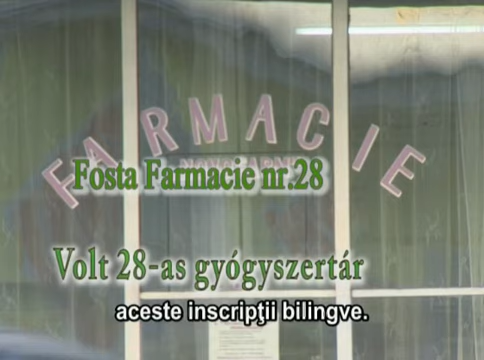 FARMACIE
Fosta Farmacie nr.28
Volt 28-as gyógyszertár
aceste inscripţii bilingve.